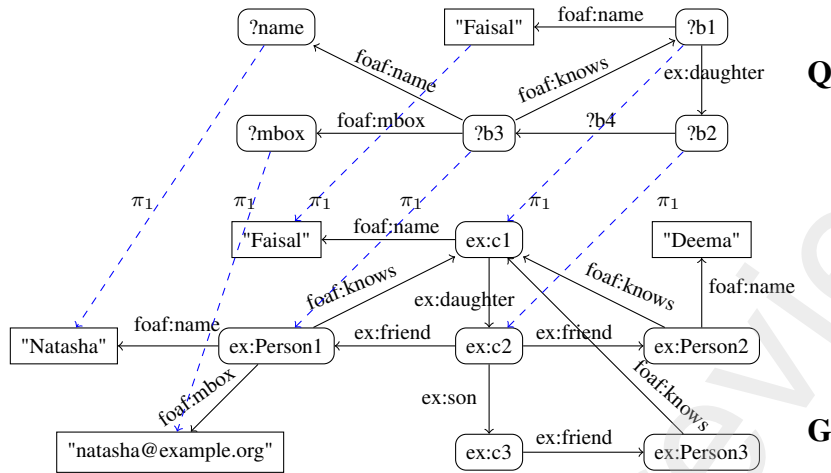 ?name "Faisal" foaf:name ?b1
foaf:name foaf:knows ex:daughter Q
?mbox foaf:mbox ?b3 ?b4 ?b2
π1 π1 π1 π1 π1 π1
"Faisal" foaf:name ex:c1 "Deema"
foaf:knows ex:daughter foaf:knows foaf:name
"Natasha" foaf:name ex:Person1 ex:friend ex:c2 ex:friend ex:Person2
foaf:mbox ex:son foaf:knows
"natasha@example.org" ex:c3 ex:friend ex:Person3 G